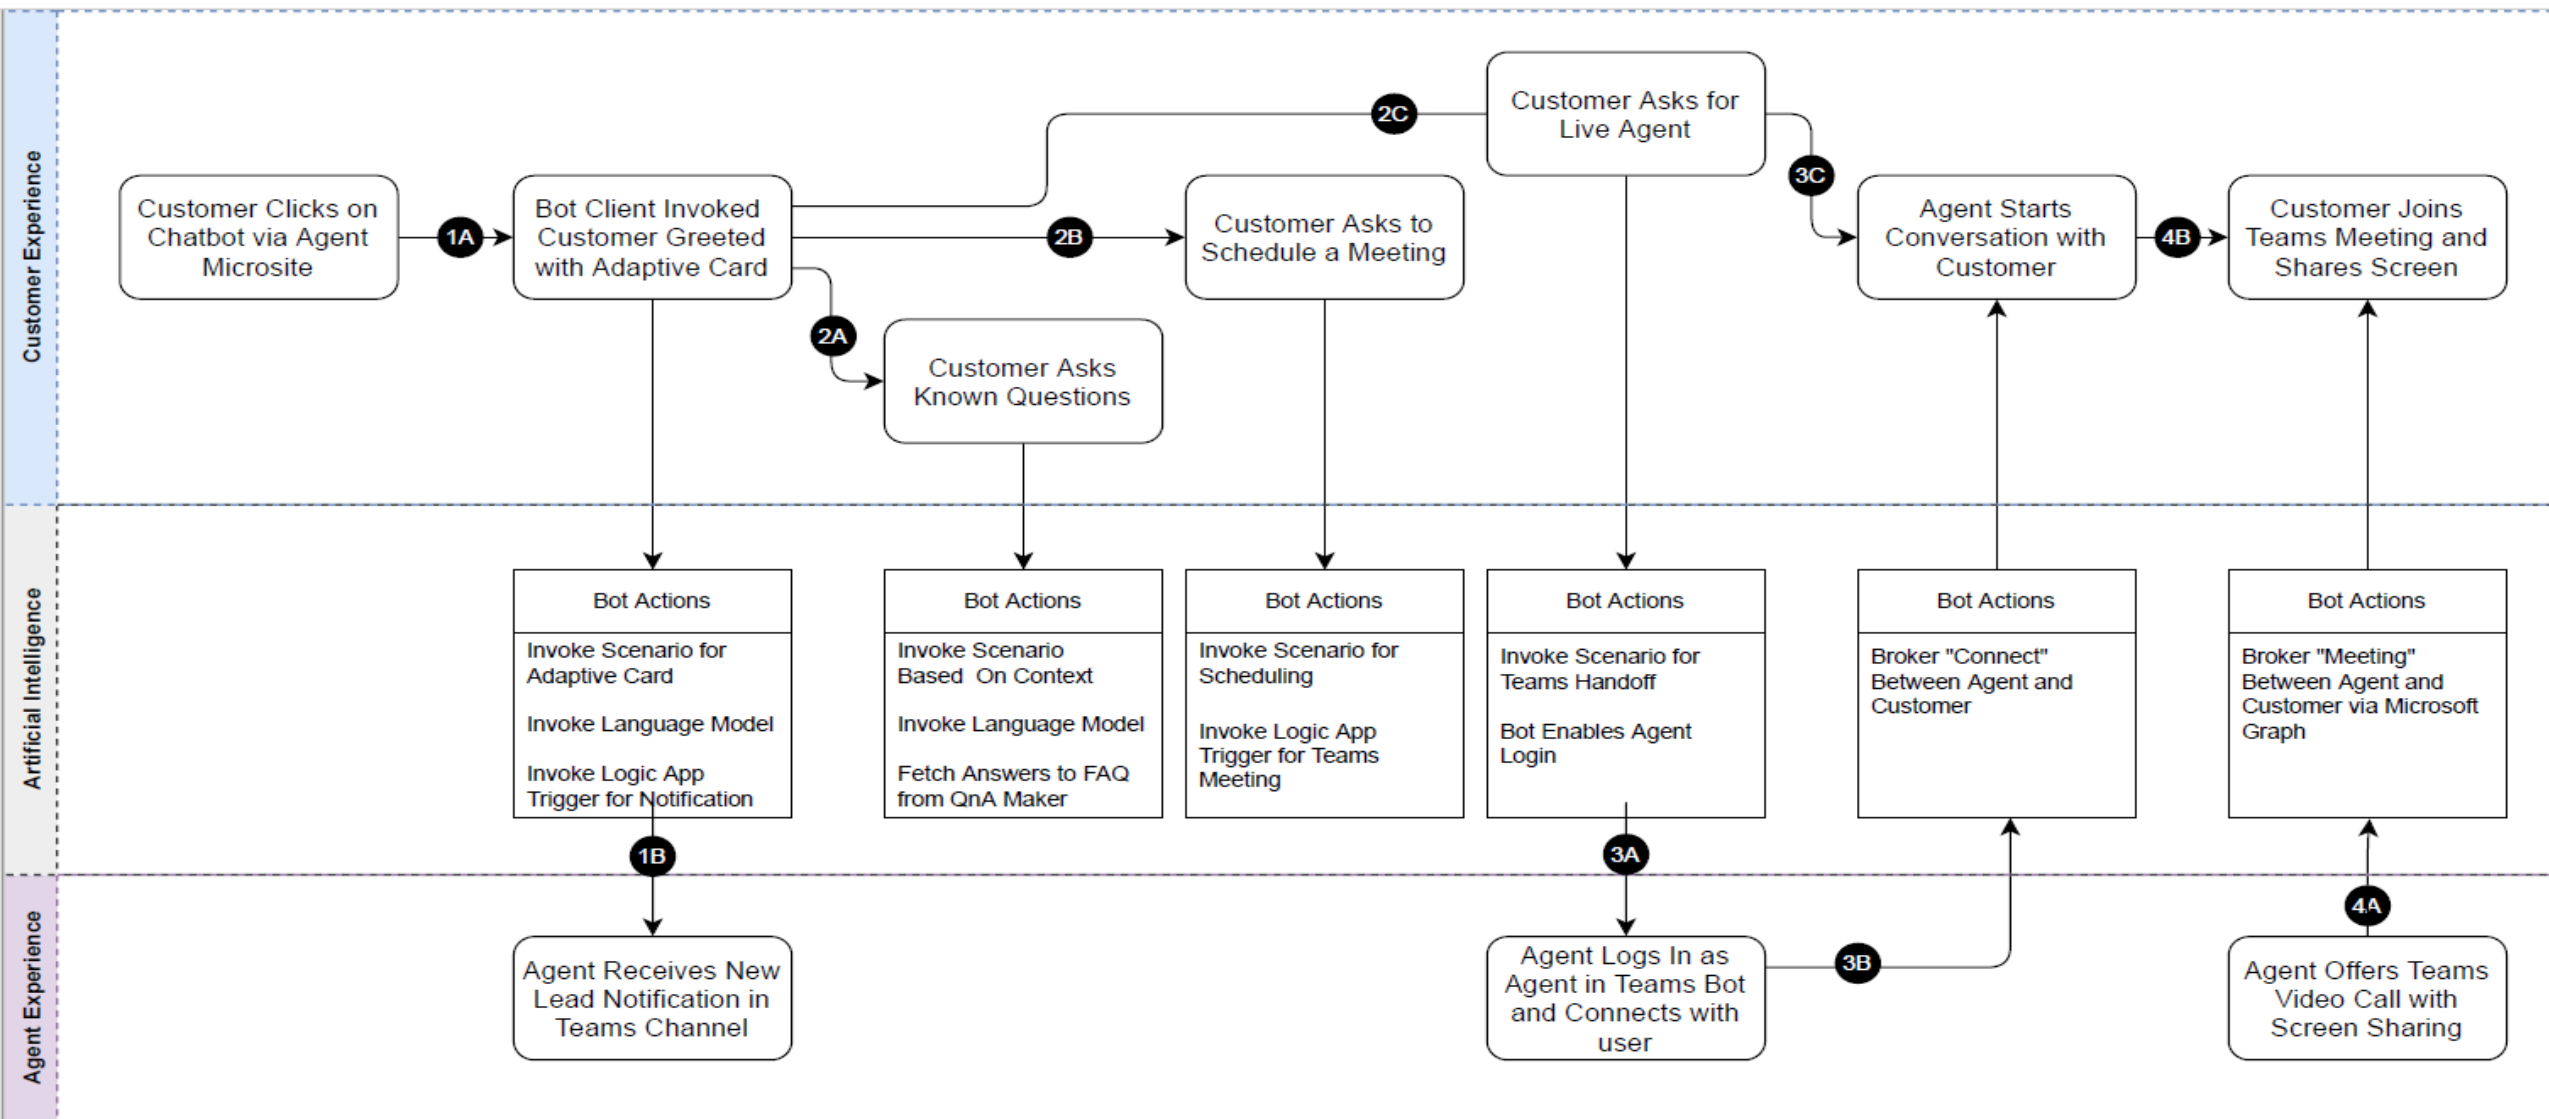 Customer Experience
Customer Clicks on
Chatbot via Agent
Microsite
1A
Bot Client Invoked
Customer Greeted
with Adaptive Card
2C
2B
2A
Customer Asks
Known Questions
Customer Asks to
Schedule a Meeting
Customer Asks for
Live Agent
3C
Agent Starts
Conversation with
Customer
4B
Customer Joins
Teams Meeting and
Shares Screen
Artificial Intelligence
Bot Actions
Invoke Scenario for
Adaptive Card
Invoke Language Model
Invoke Logic App
Trigger for Notification
1B
Bot Actions
Invoke Scenario
Based On Context
Invoke Language Model
Fetch Answers to FAQ
from QnA Maker
Bot Actions
Invoke Scenario for
Scheduling
Invoke Logic App
Trigger for Teams
Meeting
Bot Actions
Invoke Scenario for
Teams Handoff
Bot Enables Agent
Login
3A
Bot Actions
Broker "Connect"
Between Agent and
Customer
Bot Actions
Broker "Meeting"
Between Agent and
Customer via Microsoft
Graph
Agent Experience
Agent Receives New
Lead Notification in
Teams Channel
Agent Logs In as
Agent in Teams Bot
and Connects with
user
3B
4A
Agent Offers Teams
Video Call with
Screen Sharing